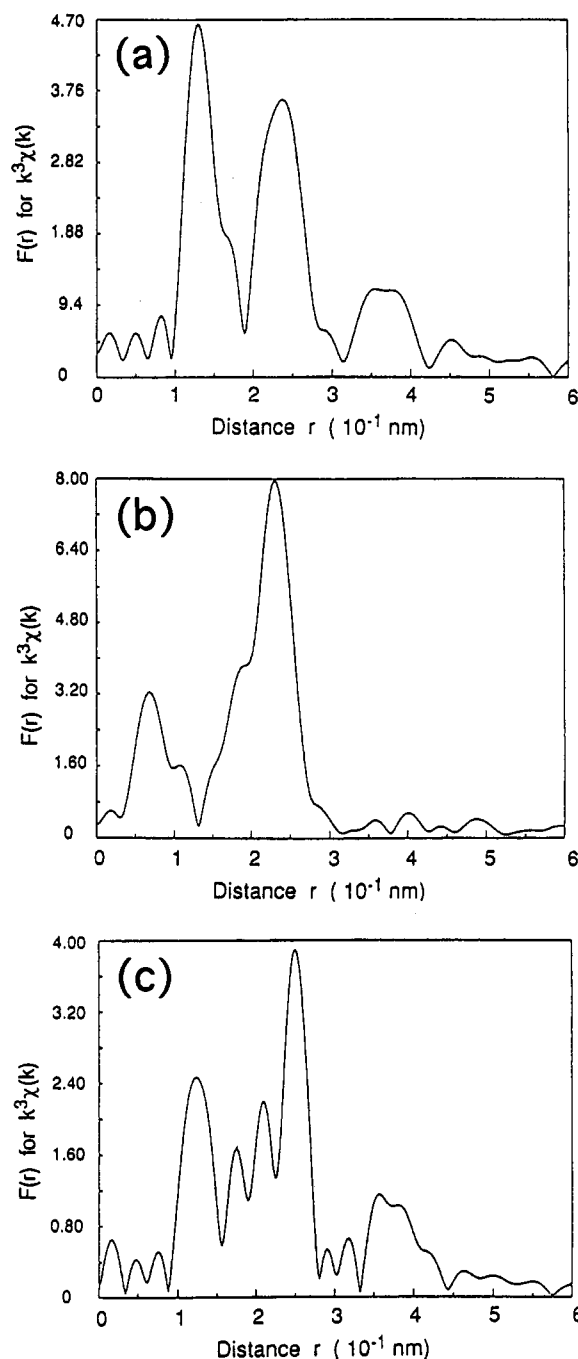 (a)
F(r) for k³χ(k)
4.70
3.76
2.82
1.88
9.4
0
0 1 2 3 4 5 6
Distance r ( 10⁻¹ nm)
(b)
F(r) for k³χ(k)
8.00
6.40
4.80
3.20
1.60
0
0 1 2 3 4 5 6
Distance r ( 10⁻¹ nm)
(c)
F(r) for k³χ(k)
4.00
3.20
2.40
1.60
0.80
0
0 1 2 3 4 5 6
Distance r ( 10⁻¹ nm)